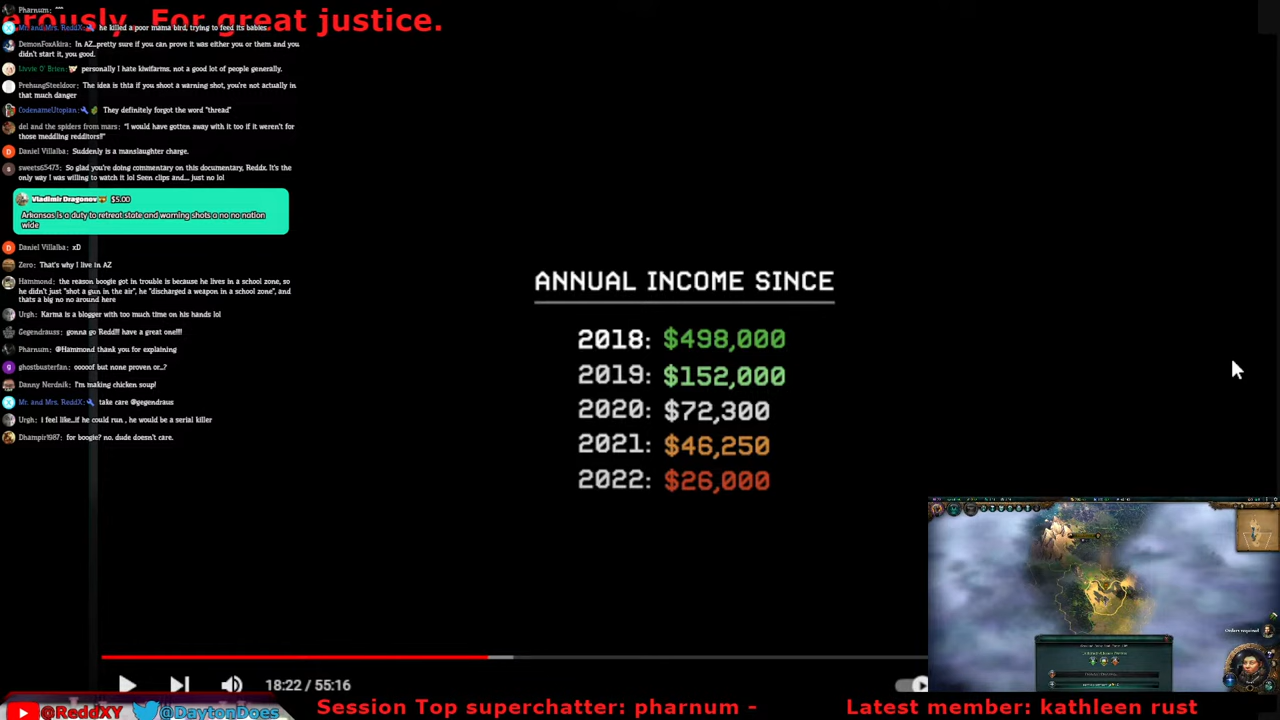 Pharnum: ^^^
erously. For great justice.
Mr. and Mrs. ReddX: he killed a poor mama bird, trying to feed its babies
DemonFoxAkira: In AZ...pretty sure if you can prove it was either you or them and you
didn't start it, you good.
Livvie O' Brien: personally I hate kiwifarms. not a good lot of people generally.
PrehungSteeldoor: The idea is thta if you shoot a warning shot, you're not actually in
that much danger
CodenameUtopian: They definitely forgot the word "thread"
del and the spiders from mars: "I would have gotten away with it too if it weren't for
those meddling redditors!!"
Daniel Villalba: Suddenly is a manslaughter charge.
sweets65473: So glad you're doing commentary on this documentary, Reddx. It's the
only way I was willing to watch it lol Seen clips and.... just no lol
Vladimir Dragonov $5.00
Arkansas is a duty to retreat state and warning shots a no no nation
wide
Daniel Villalba: xD
Zero: That's why I live in AZ
Hammond: the reason boogie got in trouble is because he lives in a school zone, so
he didn't just "shot a gun in the air", he "discharged a weapon in a school zone", and
thats a big no no around here
Urgh: Karma is a blogger with too much time on his hands lol
Gegendrauss: gonna go Redd!!! have a great one!!!!
Pharnum: @Hammond thank you for explaining
ghostbusterfan: ooooof but none proven or...?
Danny Nerdnik: I'm making chicken soup!
Mr. and Mrs. ReddX: take care @gegendraus
Urgh: i feel like...if he could run , he would be a serial killer
Dhampir1987: for boogie? no. dude doesn't care.
ANNUAL INCOME SINCE
2018: $498,000
2019: $152,000
2020: $72,300
2021: $46,250
2022: $26,000
Orders required
18:22 / 55:16
@ReddXY @DaytonDoes
Session Top superchatter: pharnum - Latest member: kathleen rust